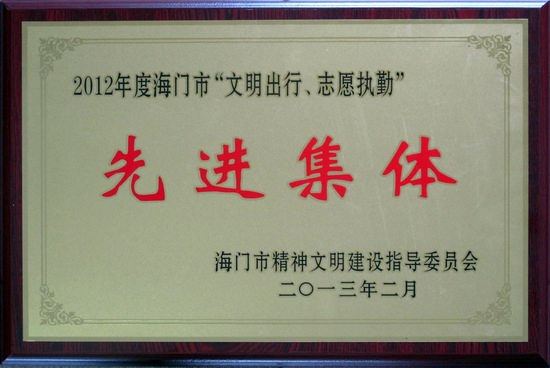 2012年度海门市“文明出行、志愿执勤”
先进集体
海门市精神文明建设指导委员会
二〇一三年二月